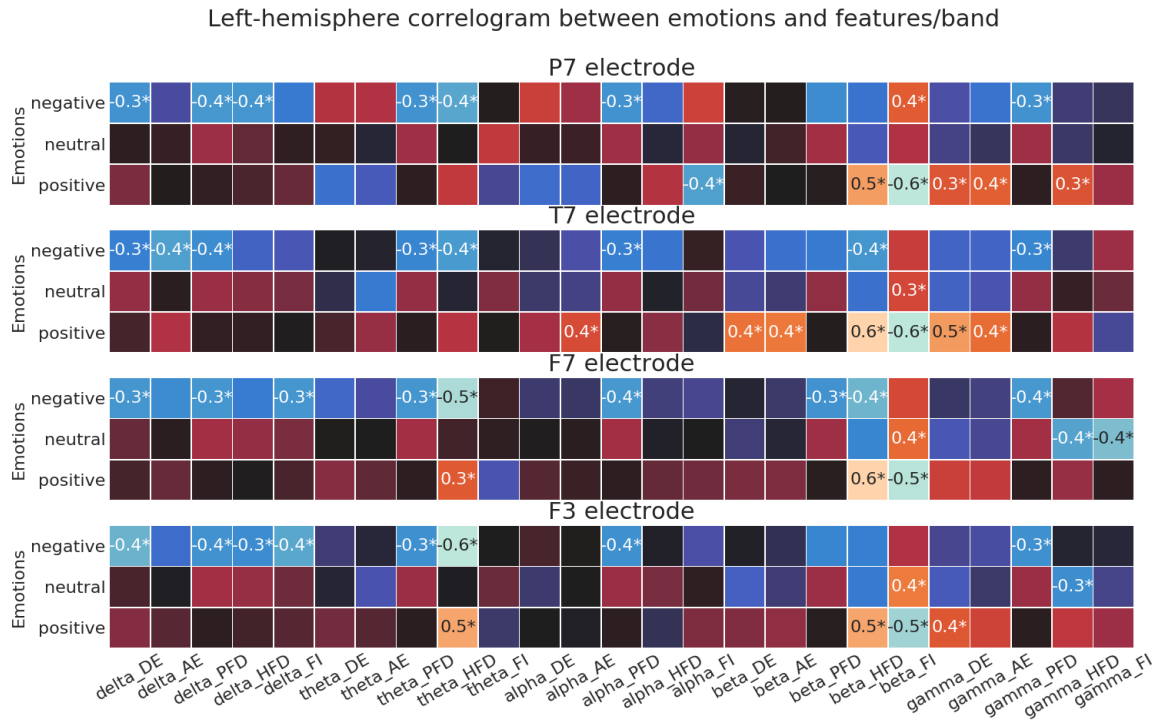 Left-hemisphere correlogram between emotions and features/band
P7 electrode
Emotions
negative -0.3* -0.4* -0.4* -0.3* -0.4* -0.3* 0.4* -0.3*
neutral
positive -0.4* 0.5* -0.6* 0.3* 0.4* 0.3*
T7 electrode
Emotions
negative -0.3* -0.4* -0.4* -0.3* -0.4* -0.3* -0.4* -0.3*
neutral 0.3*
positive 0.4* 0.4* 0.4* 0.6* -0.6* 0.5* 0.4*
F7 electrode
Emotions
negative -0.3* -0.3* -0.3* -0.3* -0.5* -0.4* -0.3* -0.4* -0.4*
neutral 0.4* -0.4* -0.4*
positive 0.3* 0.6* -0.5*
F3 electrode
Emotions
negative -0.4* -0.4* -0.3* -0.4* -0.3* -0.6* -0.4* -0.3*
neutral 0.4* -0.3*
positive 0.5* 0.5* -0.5* 0.4*
delta_DE delta_AE delta_PFD delta_HFD delta_FI theta_DE theta_AE theta_PFD theta_HFD theta_FI alpha_DE alpha_AE alpha_PFD alpha_HFD alpha_FI beta_DE beta_AE beta_PFD beta_HFD beta_FI gamma_DE gamma_AE gamma_PFD gamma_HFD gamma_FI